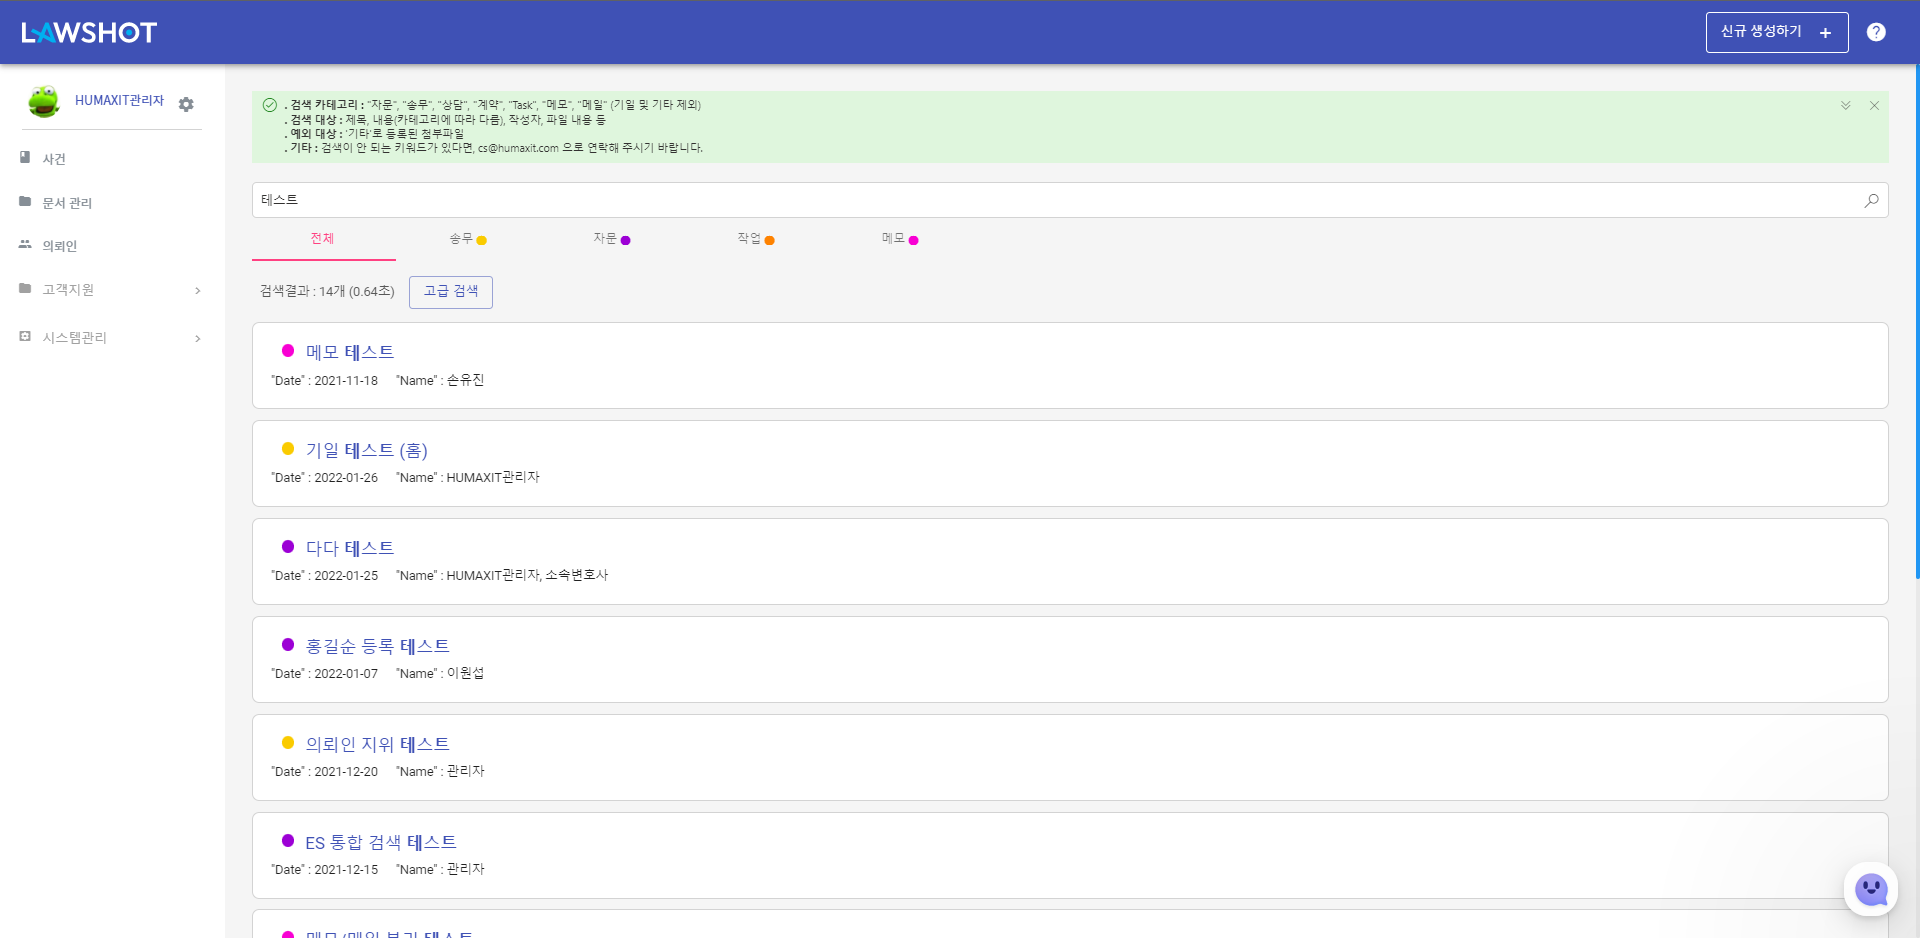 LAWSHOT
신규 생성하기 +
?
HUMAXIT관리자
사건
문서 관리
의뢰인
고객지원
시스템관리
. 검색 카테고리 : "자문", "송무", "상담", "계약", "Task", "메모", "메일" (기일 및 기타 제외)
. 검색 대상 : 제목, 내용(카테고리에 따라 다름), 작성자, 파일 내용 등
. 예외 대상 : '기타'로 등록된 첨부파일
. 기타 : 검색이 안 되는 키워드가 있다면, cs@humaxit.com 으로 연락해 주시기 바랍니다.
테스트
전체 송무 자문 작업 메모
검색결과 : 14개 (0.64초) 고급 검색
메모 테스트
"Date" : 2021-11-18 "Name" : 손유진
기일 테스트 (홈)
"Date" : 2022-01-26 "Name" : HUMAXIT관리자
다다 테스트
"Date" : 2022-01-25 "Name" : HUMAXIT관리자, 소속변호사
홍길순 등록 테스트
"Date" : 2022-01-07 "Name" : 이원섭
의뢰인 지위 테스트
"Date" : 2021-12-20 "Name" : 관리자
ES 통합 검색 테스트
"Date" : 2021-12-15 "Name" : 관리자
메모/메일 분리 테스트